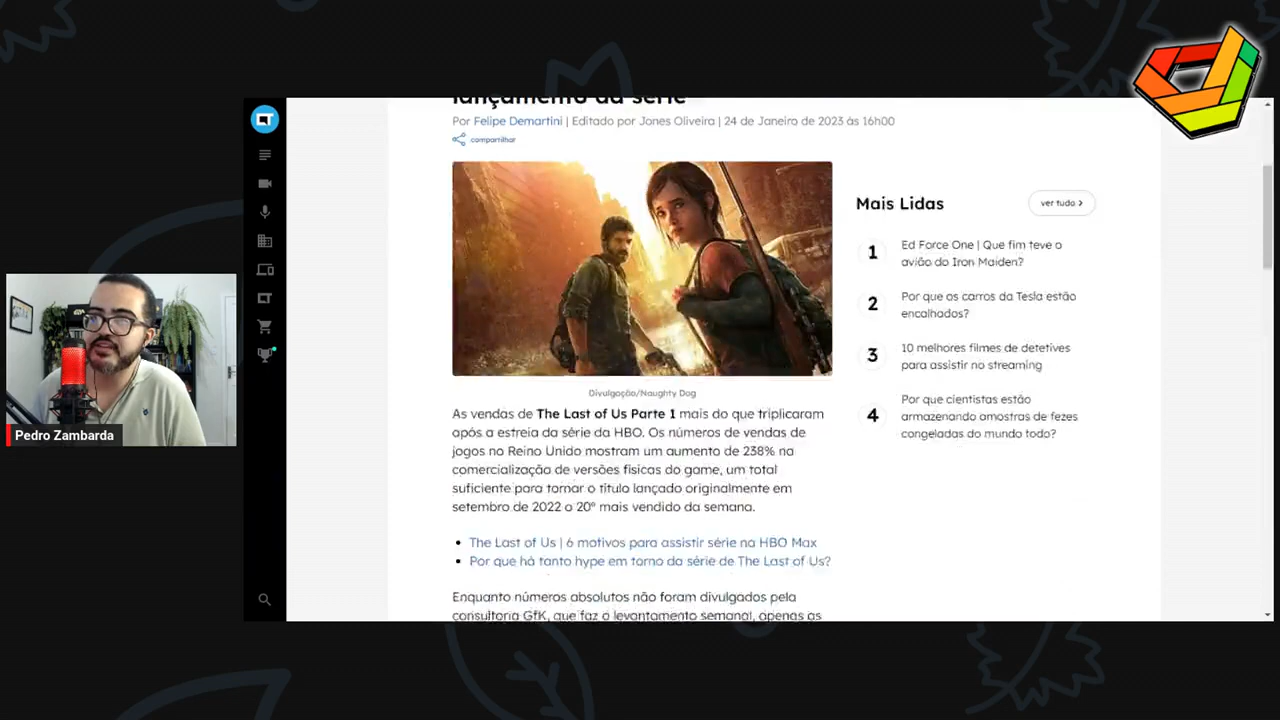 lançamento da série
Por Felipe Demartini | Editado por Jones Oliveira | 24 de Janeiro de 2023 às 16h00
compartilhar
Divulgação/Naughty Dog
As vendas de The Last of Us Parte 1 mais do que triplicaram
após a estreia da série da HBO. Os números de vendas de
jogos no Reino Unido mostram um aumento de 238% na
comercialização de versões físicas do game, um total
suficiente para tornar o título lançado originalmente em
setembro de 2022 o 20º mais vendido da semana.
• The Last of Us | 6 motivos para assistir série na HBO Max
• Por que há tanto hype em torno da série de The Last of Us?
Enquanto números absolutos não foram divulgados pela
consultoria GfK, que faz o levantamento semanal, apenas as
Mais Lidas
ver tudo >
1 Ed Force One | Que fim teve o
avião do Iron Maiden?
2 Por que os carros da Tesla estão
encalhados?
3 10 melhores filmes de detetives
para assistir no streaming
4 Por que cientistas estão
armazenando amostras de fezes
congeladas do mundo todo?
Pedro Zambarda